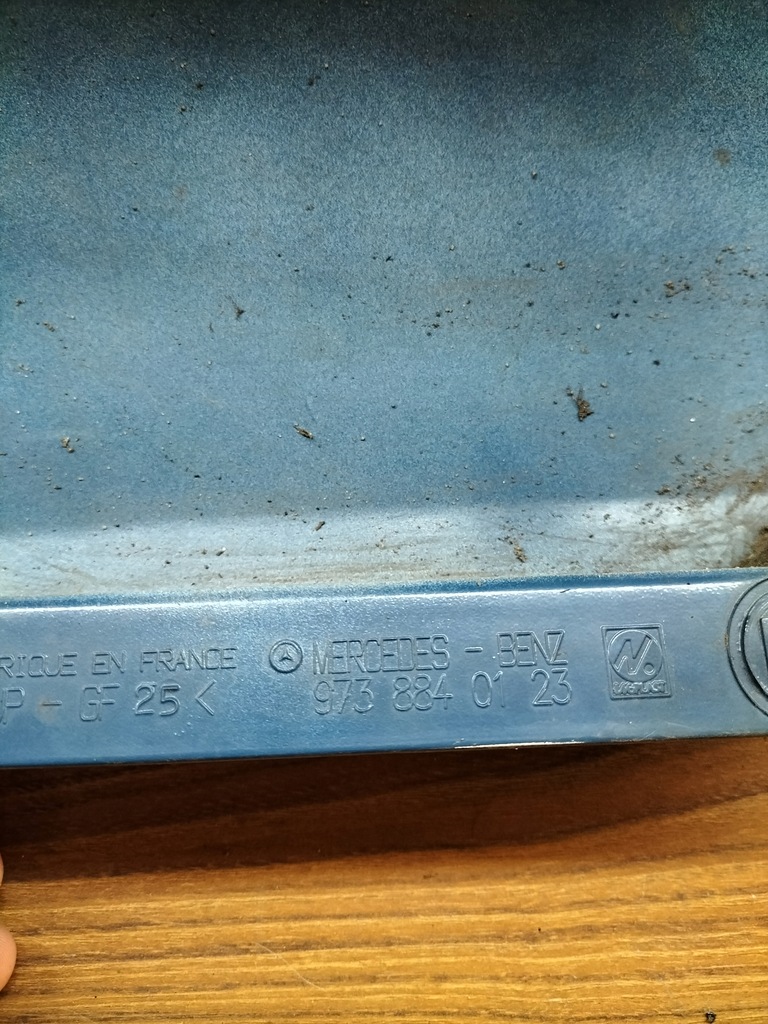 RIQUE EN FRANCE
P - GF 25 <
MERCEDES - BENZ
973 884 01 23